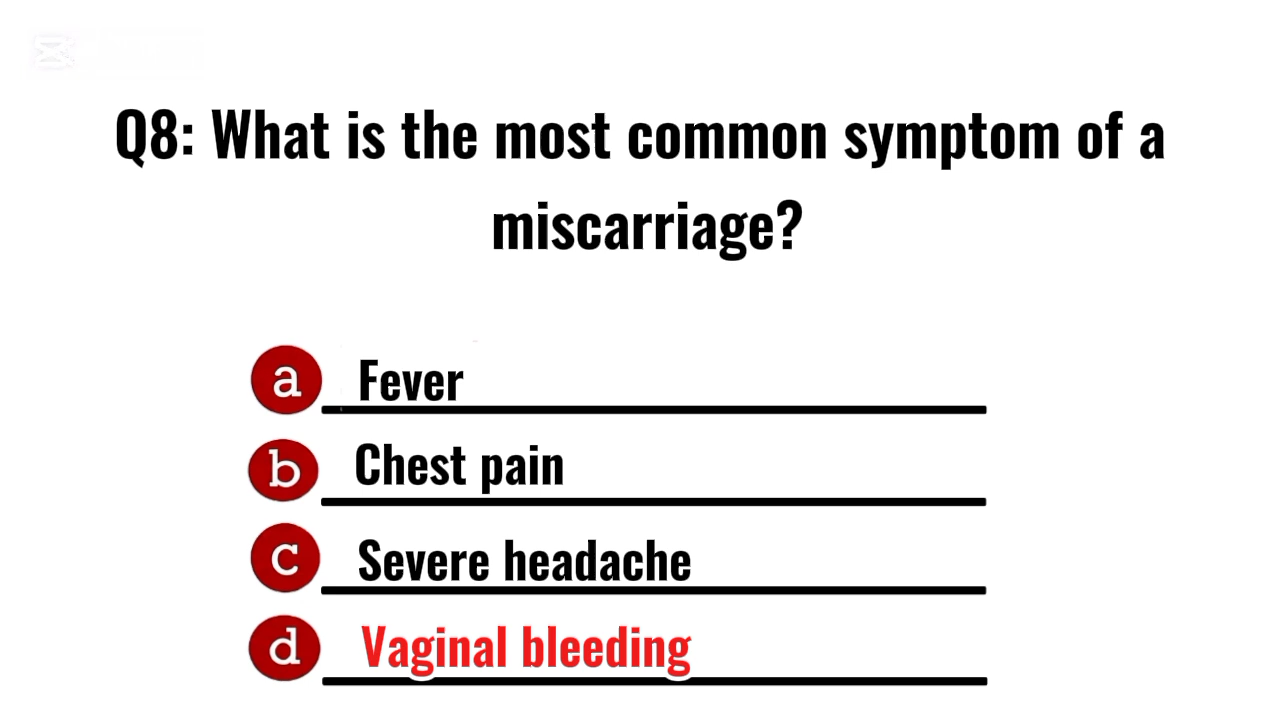 Q8: What is the most common symptom of a
miscarriage?
a Fever
b Chest pain
c Severe headache
d Vaginal bleeding